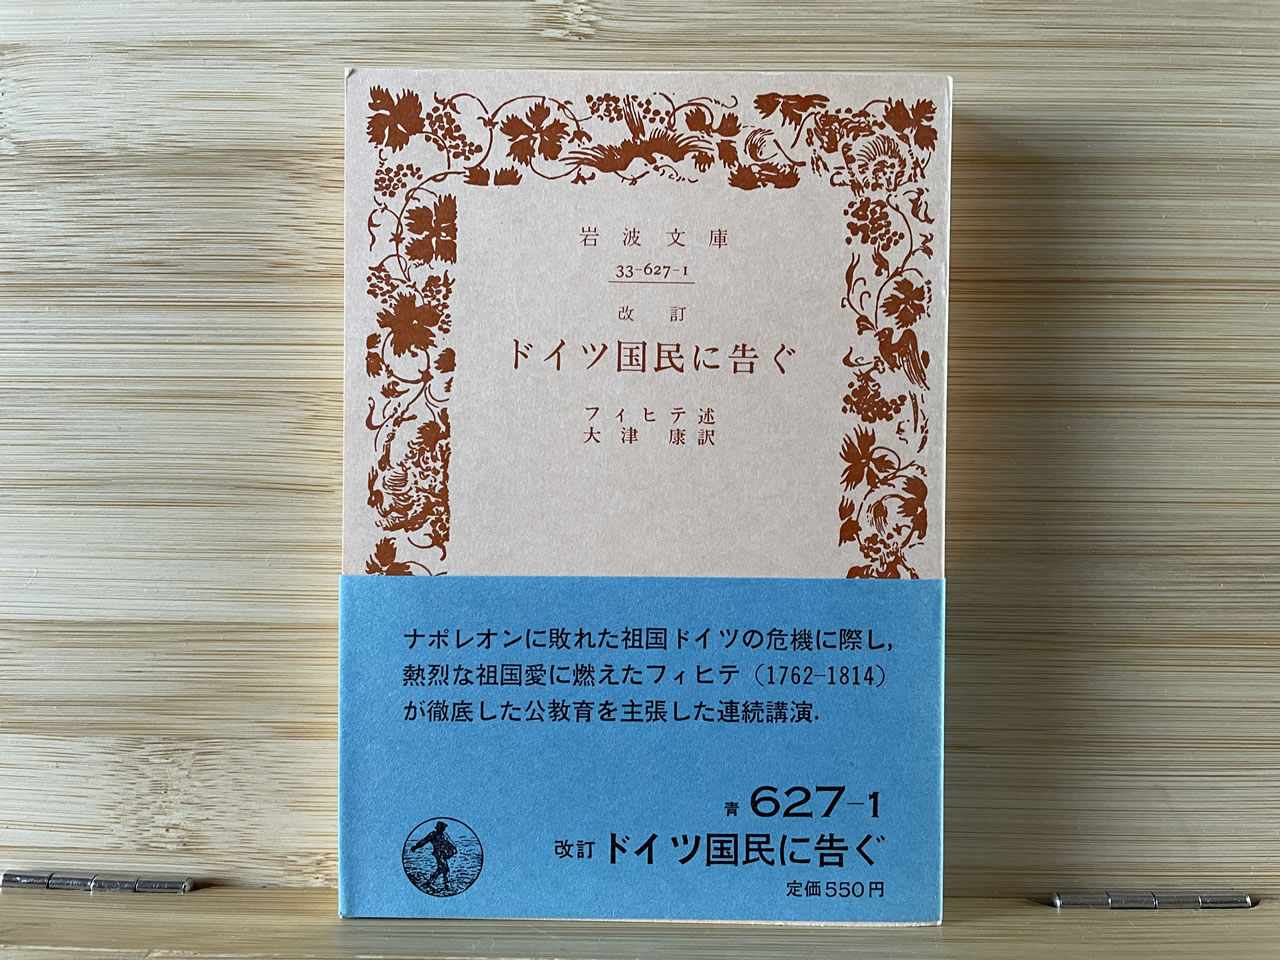 岩波文庫
33-627-1
改訂
ドイツ国民に告ぐ
フィヒテ述
大津康訳
ナポレオンに敗れた祖国ドイツの危機に際し,
熱烈な祖国愛に燃えたフィヒテ(1762-1814)
が徹底した公教育を主張した連続講演.
青 627-1
改訂 ドイツ国民に告ぐ
定価550円